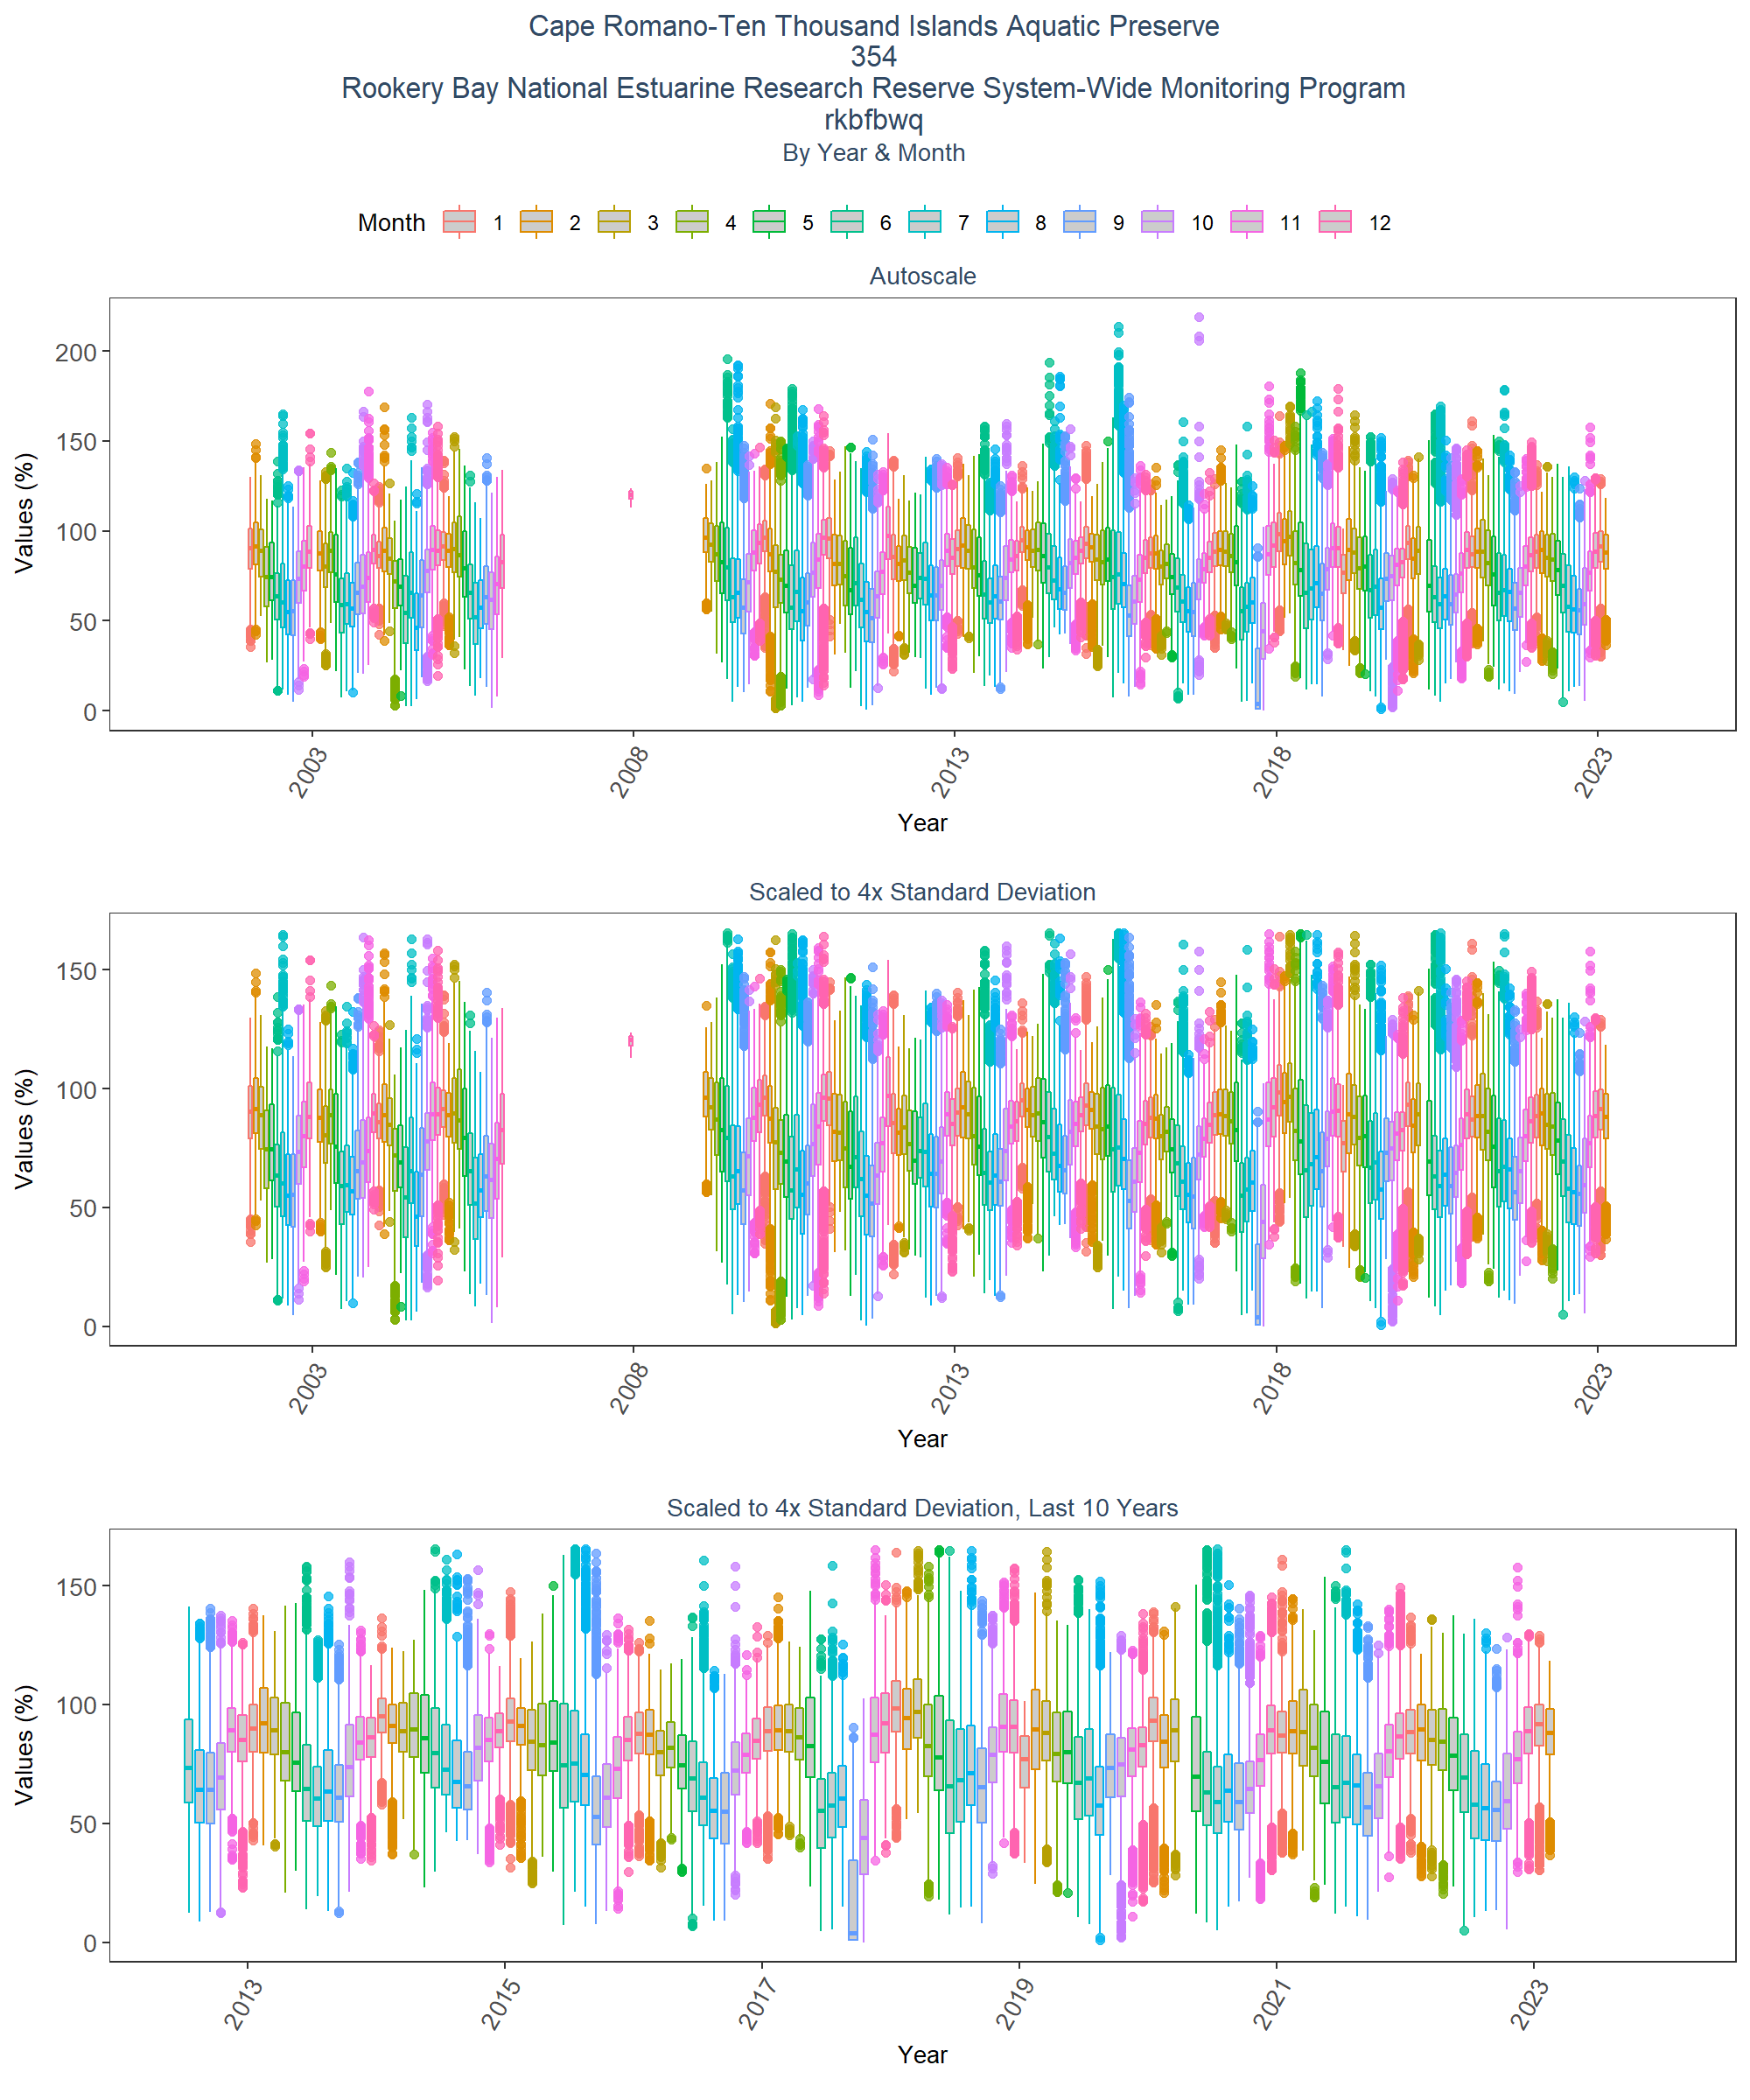 Cape Romano-Ten Thousand Islands Aquatic Preserve
354
Rookery Bay National Estuarine Research Reserve System-Wide Monitoring Program
rkbfbwq
By Year & Month
Month 1 2 3 4 5 6 7 8 9 10 11 12
Autoscale
Values (%)
200
150
100
50
0
2003 2008 2013 2018 2023
Year
Scaled to 4x Standard Deviation
Values (%)
150
100
50
0
2003 2008 2013 2018 2023
Year
Scaled to 4x Standard Deviation, Last 10 Years
Values (%)
150
100
50
0
2013 2015 2017 2019 2021 2023
Year